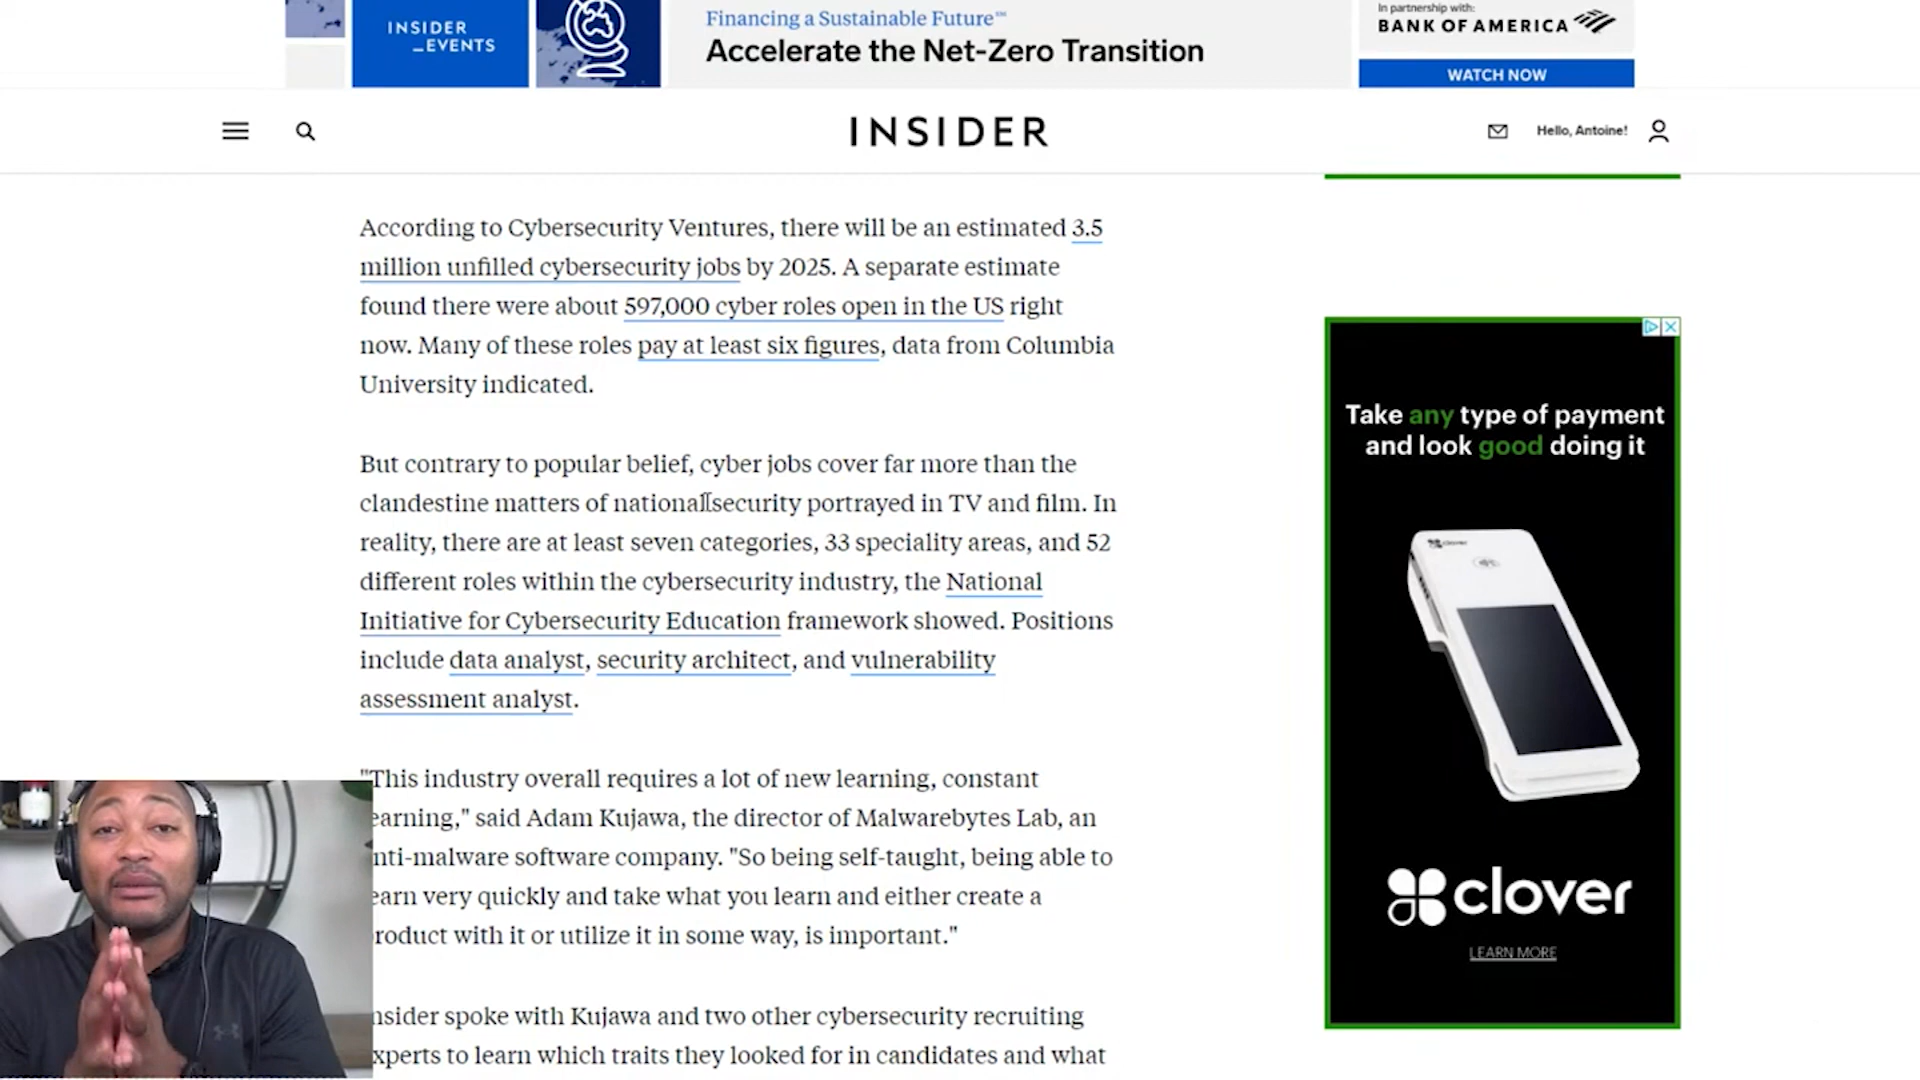 INSIDER
_EVENTS
Financing a Sustainable Future℠
Accelerate the Net-Zero Transition
In partnership with:
BANK OF AMERICA
WATCH NOW
INSIDER
Hello, Antoine!
According to Cybersecurity Ventures, there will be an estimated 3.5
million unfilled cybersecurity jobs by 2025. A separate estimate
found there were about 597,000 cyber roles open in the US right
now. Many of these roles pay at least six figures, data from Columbia
University indicated.
But contrary to popular belief, cyber jobs cover far more than the
clandestine matters of national security portrayed in TV and film. In
reality, there are at least seven categories, 33 speciality areas, and 52
different roles within the cybersecurity industry, the National
Initiative for Cybersecurity Education framework showed. Positions
include data analyst, security architect, and vulnerability
assessment analyst.
"This industry overall requires a lot of new learning, constant
earning," said Adam Kujawa, the director of Malwarebytes Lab, an
nti-malware software company. "So being self-taught, being able to
earn very quickly and take what you learn and either create a
roduct with it or utilize it in some way, is important."
nsider spoke with Kujawa and two other cybersecurity recruiting
xperts to learn which traits they looked for in candidates and what
Take any type of payment
and look good doing it
clover
clover
LEARN MORE